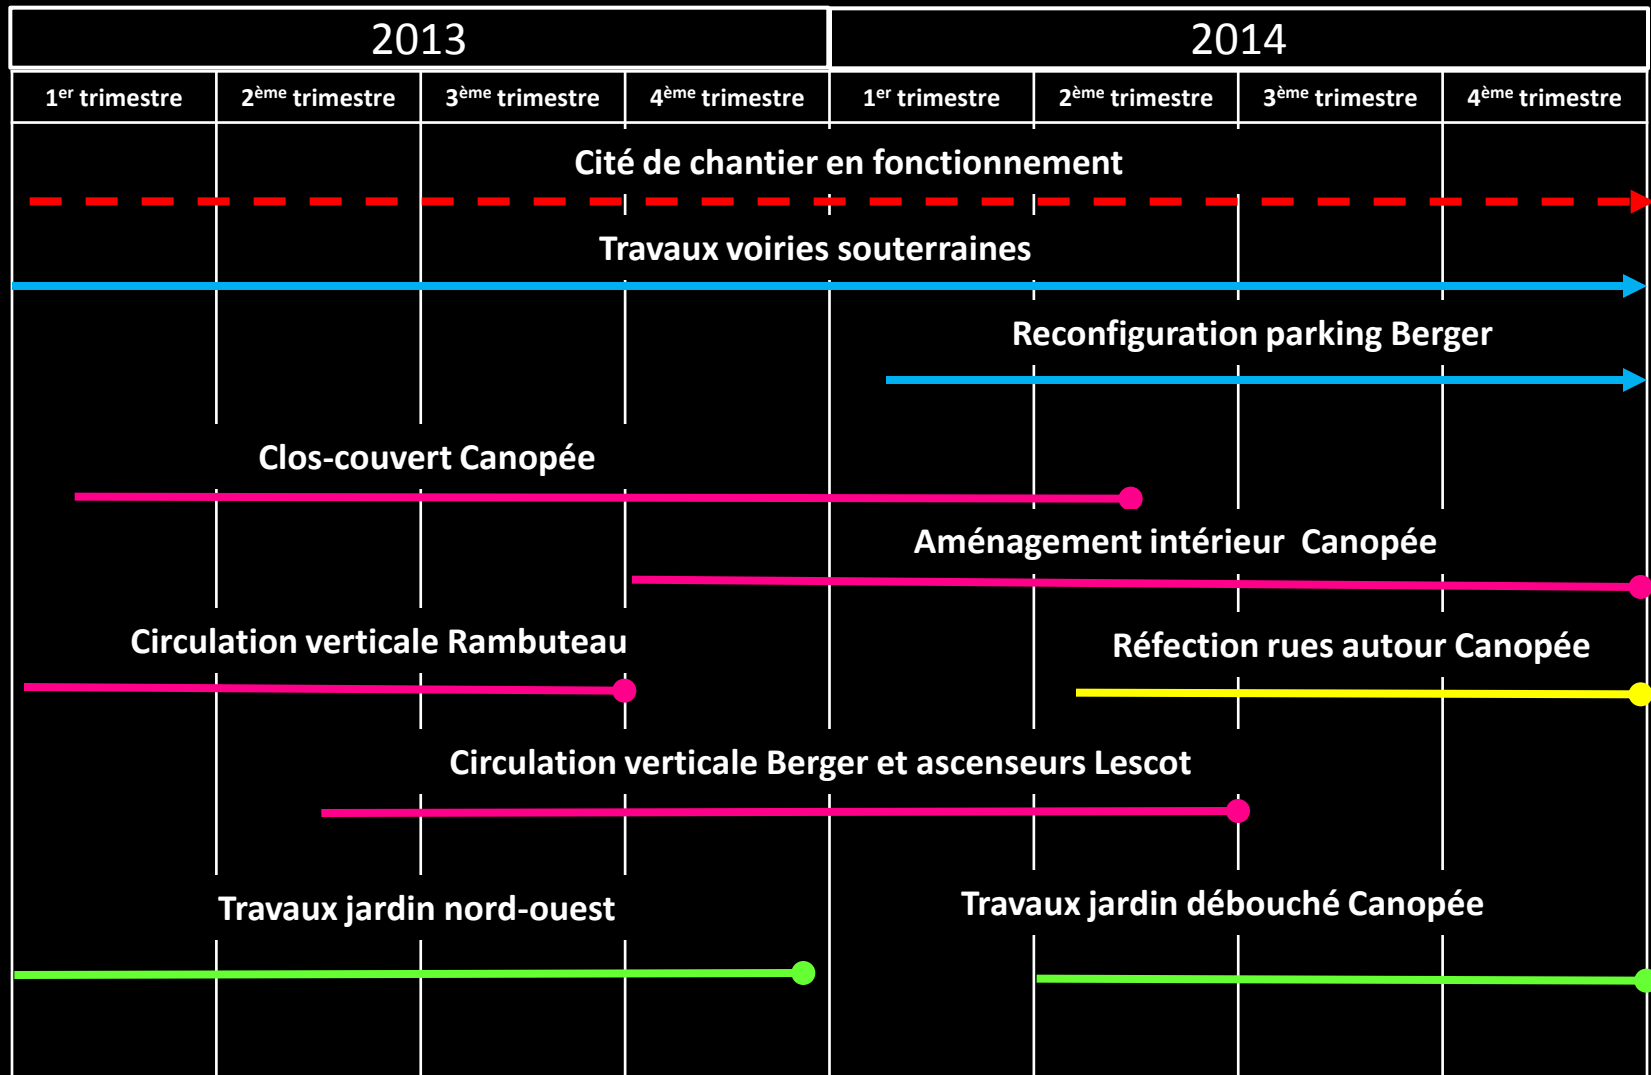 2013
2014
1er trimestre
2ème trimestre
3ème trimestre
4ème trimestre
1er trimestre
2ème trimestre
3ème trimestre
4ème trimestre
Cité de chantier en fonctionnement
Travaux voiries souterraines
Reconfiguration parking Berger
Clos-couvert Canopée
Aménagement intérieur  Canopée
Circulation verticale Rambuteau
Réfection rues autour Canopée
Circulation verticale Berger et ascenseurs Lescot
Travaux jardin nord-ouest
Travaux jardin débouché Canopée